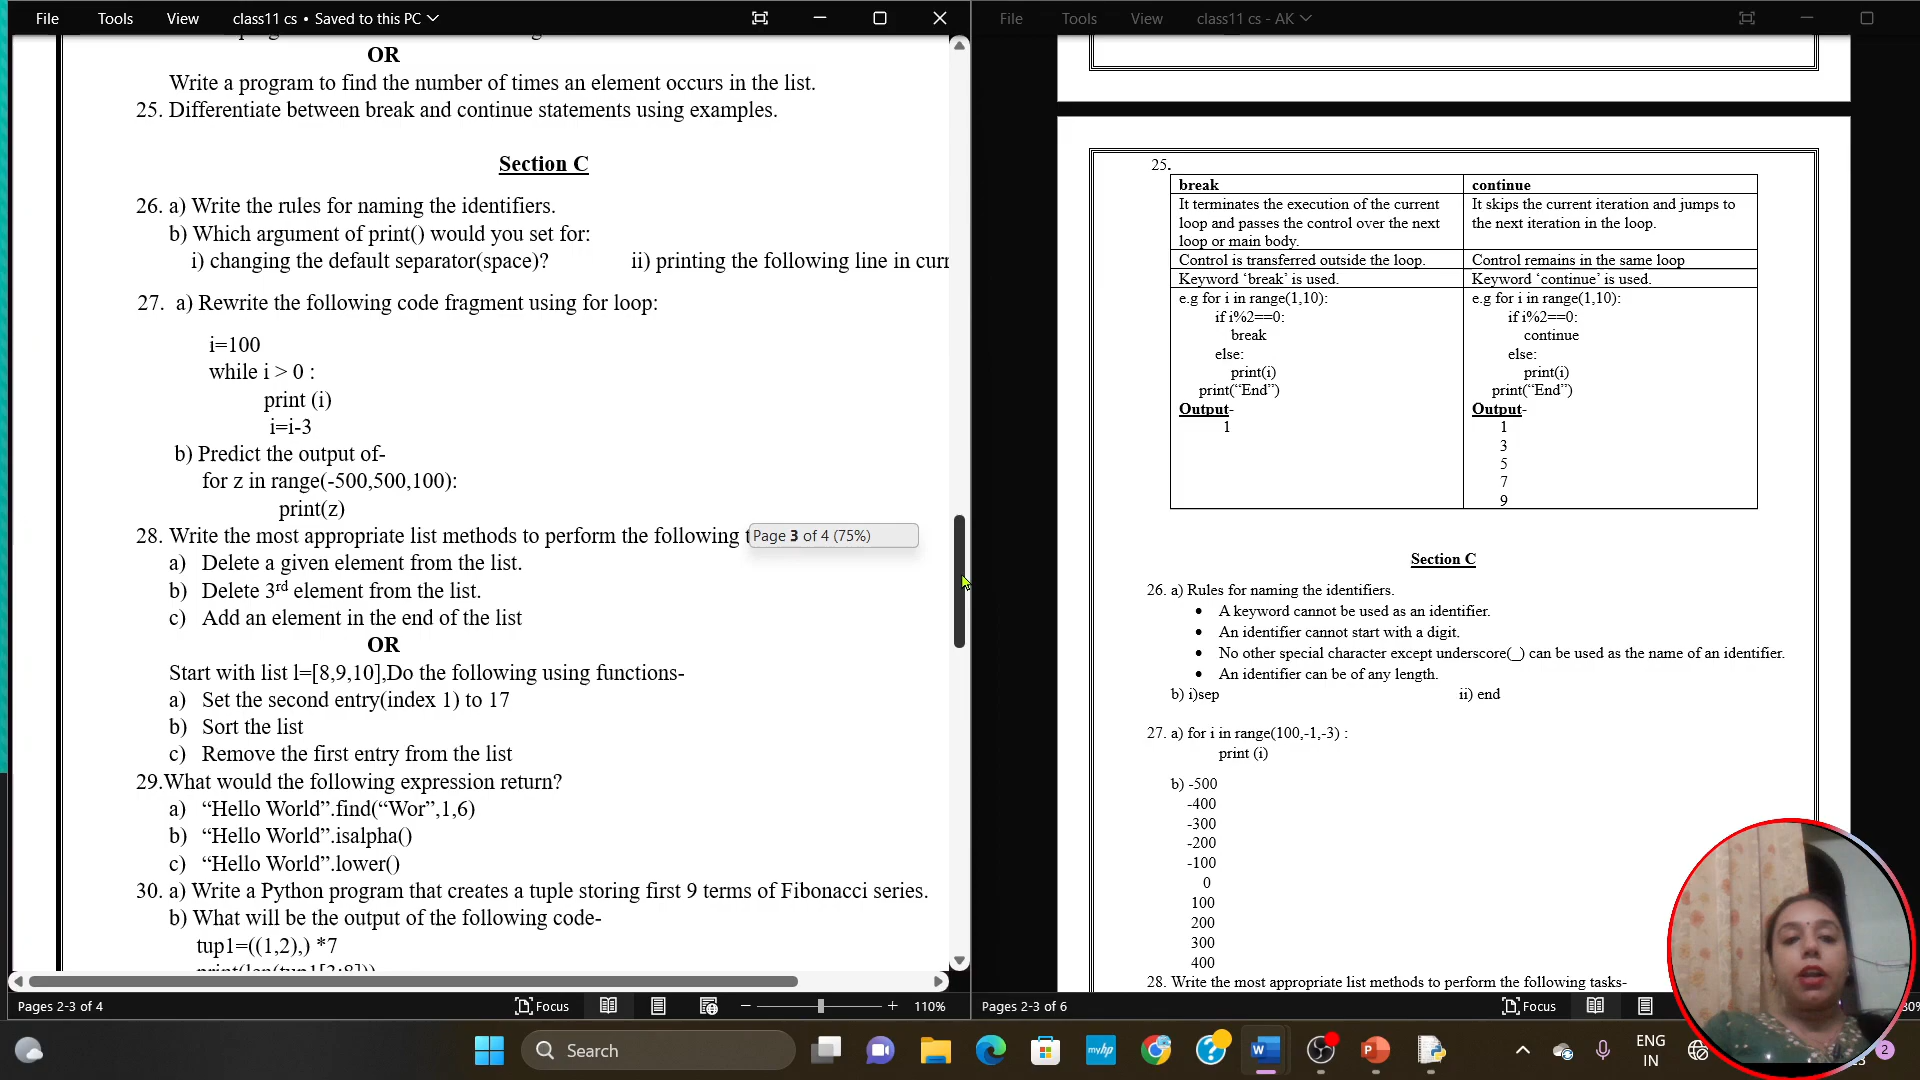 File Tools View class11 cs • Saved to this PC
OR
Write a program to find the number of times an element occurs in the list.
25. Differentiate between break and continue statements using examples.
Section C
26. a) Write the rules for naming the identifiers.
b) Which argument of print() would you set for:
i) changing the default separator(space)? ii) printing the following line in curr
27. a) Rewrite the following code fragment using for loop:
i=100
while i > 0 :
print (i)
i=i-3
b) Predict the output of-
for z in range(-500,500,100):
print(z)
28. Write the most appropriate list methods to perform the following t
Page 3 of 4 (75%)
a) Delete a given element from the list.
b) Delete 3rd element from the list.
c) Add an element in the end of the list
OR
Start with list l=[8,9,10],Do the following using functions-
a) Set the second entry(index 1) to 17
b) Sort the list
c) Remove the first entry from the list
29.What would the following expression return?
a) “Hello World”.find(“Wor”,1,6)
b) “Hello World”.isalpha()
c) “Hello World”.lower()
30. a) Write a Python program that creates a tuple storing first 9 terms of Fibonacci series.
b) What will be the output of the following code-
tup1=((1,2),) *7
print(len(tup1[3:8]))
Pages 2-3 of 4 Focus 110%
File Tools View class11 cs - AK
25.
break continue
It terminates the execution of the current It skips the current iteration and jumps to
loop and passes the control over the next the next iteration in the loop.
loop or main body.
Control is transferred outside the loop. Control remains in the same loop
Keyword ‘break’ is used. Keyword ‘continue’ is used.
e.g for i in range(1,10): e.g for i in range(1,10):
if i%2==0: if i%2==0:
break continue
else: else:
print(i) print(i)
print(“End”) print(“End”)
Output- Output-
1 1
3
5
7
9
Section C
26. a) Rules for naming the identifiers.
• A keyword cannot be used as an identifier.
• An identifier cannot start with a digit.
• No other special character except underscore(_) can be used as the name of an identifier.
• An identifier can be of any length.
b) i)sep ii) end
27. a) for i in range(100,-1,-3) :
print (i)
b) -500
-400
-300
-200
-100
0
100
200
300
400
28. Write the most appropriate list methods to perform the following tasks-
Pages 2-3 of 6 Focus
Search
myhp
W
P
ENG
IN
2